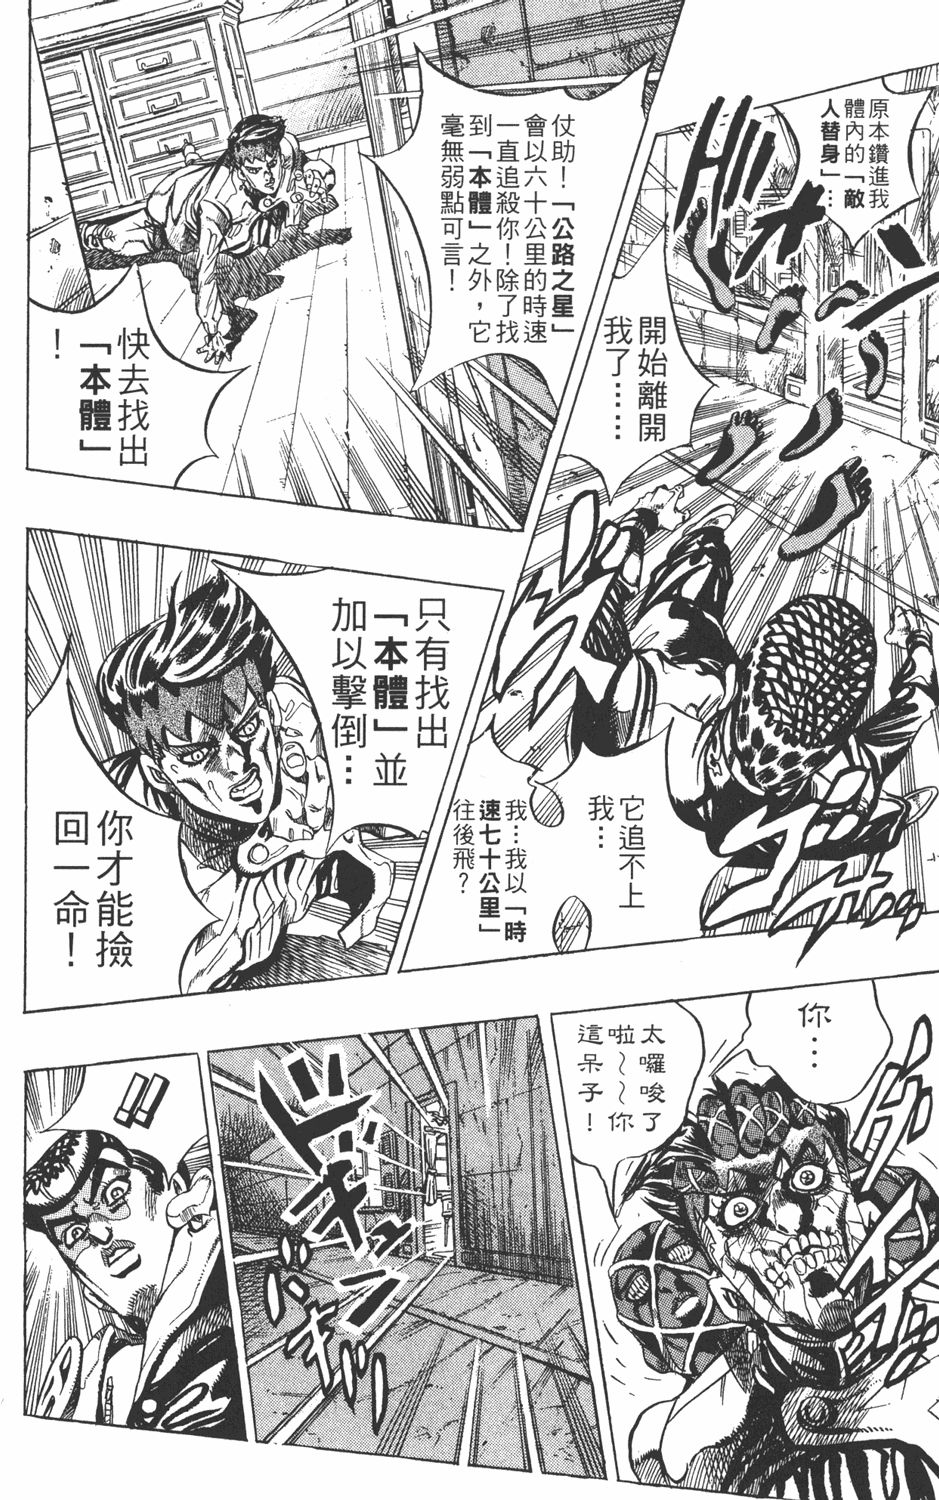 原本鑽進我
體內的「敵
人替身」…
開始離開
我了……
仗助!「公路之星」
會以六十公里的時速
一直追殺你!除了找
到「本體」之外,它
毫無弱點可言!
快去找出
「本體」
!
它追不上
我…
我…我以「時
速七十公里」
往後飛?
只有找出
「本體」並
加以擊倒…
你才能撿
回一命!
你…
太囉唆了
啦~~你
這呆子!
ドギュッ
!!